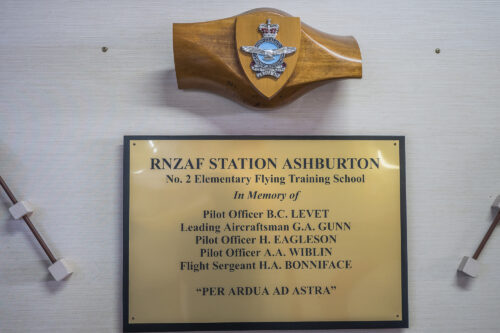 RNZAF STATION ASHBURTON
No. 2 Elementary Flying Training School
In Memory of
Pilot Officer B.C. LEVET
Leading Aircraftsman G.A. GUNN
Pilot Officer H. EAGLESON
Pilot Officer A.A. WIBLIN
Flight Sergeant H.A. BONNIFACE
“PER ARDUA AD ASTRA”